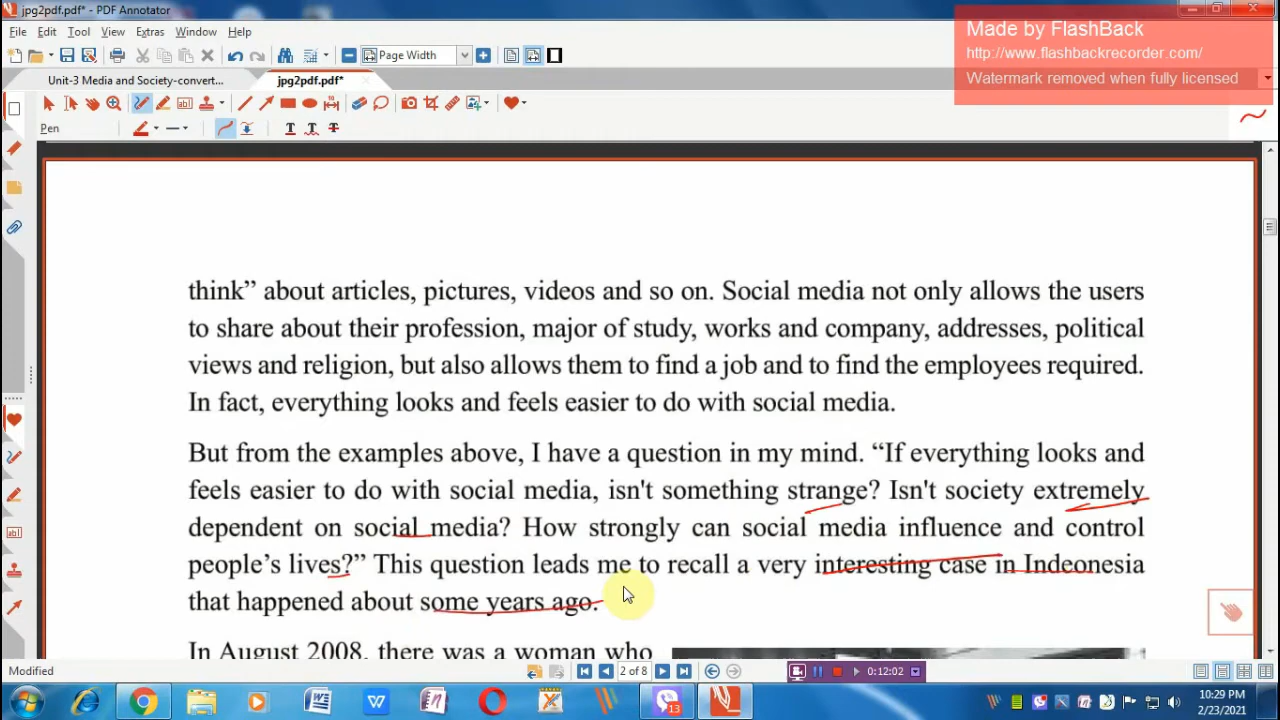 jpg2pdf.pdf* - PDF Annotator
File Edit Tool View Extras Window Help
Page Width
Unit-3 Media and Society-convert... jpg2pdf.pdf*
Made by FlashBack
http://www.flashbackrecorder.com/
Watermark removed when fully licensed
Pen
think” about articles, pictures, videos and so on. Social media not only allows the users
to share about their profession, major of study, works and company, addresses, political
views and religion, but also allows them to find a job and to find the employees required.
In fact, everything looks and feels easier to do with social media.
But from the examples above, I have a question in my mind. “If everything looks and
feels easier to do with social media, isn't something strange? Isn't society extremely
dependent on social media? How strongly can social media influence and control
people’s lives?” This question leads me to recall a very interesting case in Indeonesia
that happened about some years ago.
In August 2008, there was a woman who
Modified
2 of 8
0:12:02
13
10:29 PM
2/23/2021